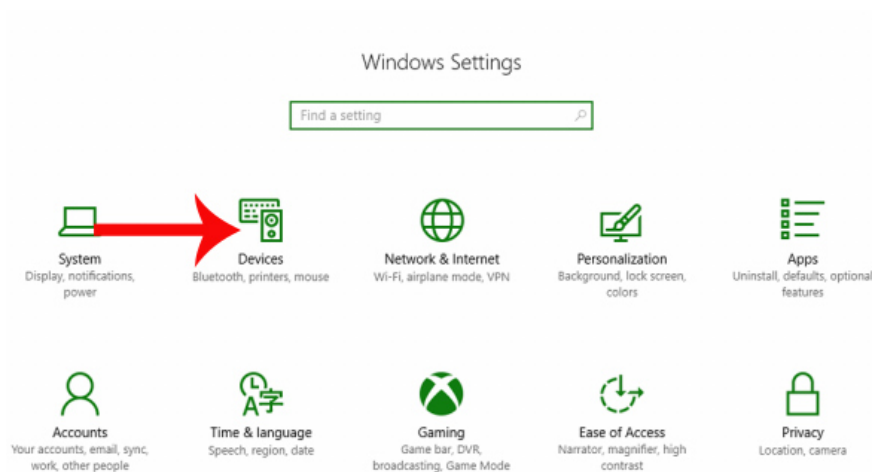 Windows Settings
Find a setting
System
Display, notifications,
power
Devices
Bluetooth, printers, mouse
Network & Internet
Wi-Fi, airplane mode, VPN
Personalization
Background, lock screen,
colors
Apps
Uninstall, defaults, optional
features
Accounts
Your accounts, email, sync,
work, other people
A字
Time & language
Speech, region, date
Gaming
Game bar, DVR,
broadcasting, Game Mode
Ease of Access
Narrator, magnifier, high
contrast
Privacy
Location, camera